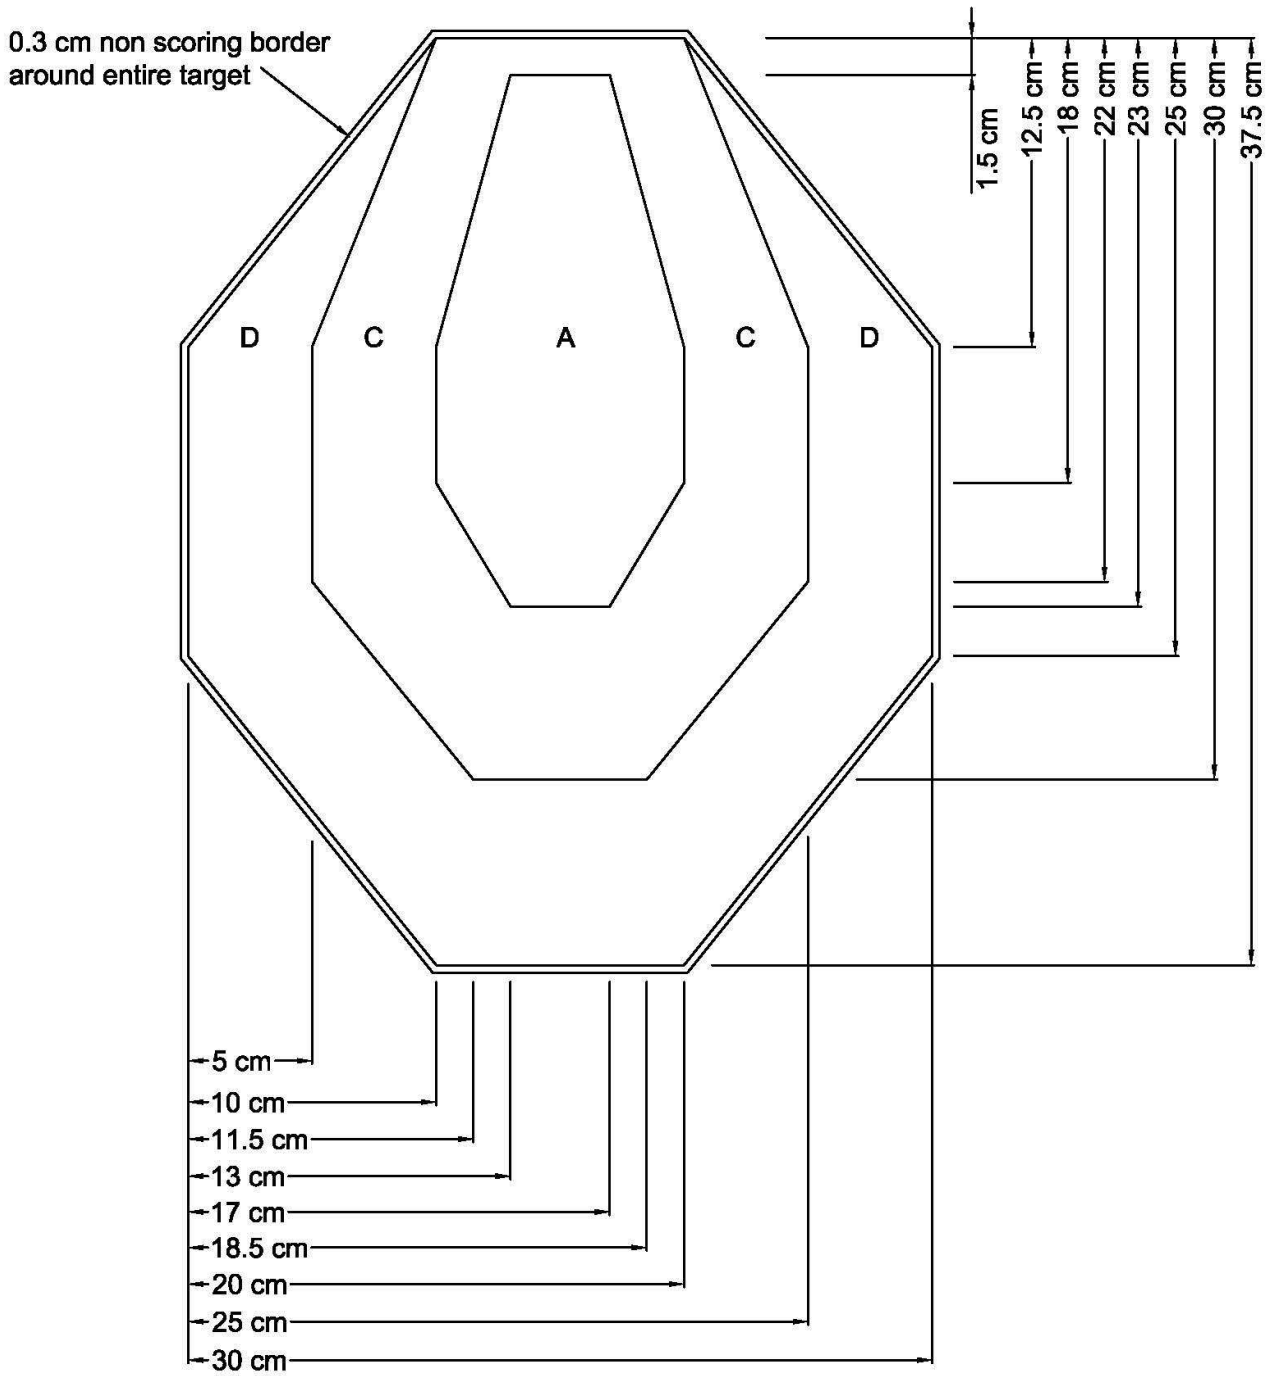 0.3 cm non scoring border
around entire target
1.5 cm
12.5 cm
18 cm
22 cm
23 cm
25 cm
30 cm
37.5 cm
D
C
A
C
D
5 cm
10 cm
11.5 cm
13 cm
17 cm
18.5 cm
20 cm
25 cm
30 cm